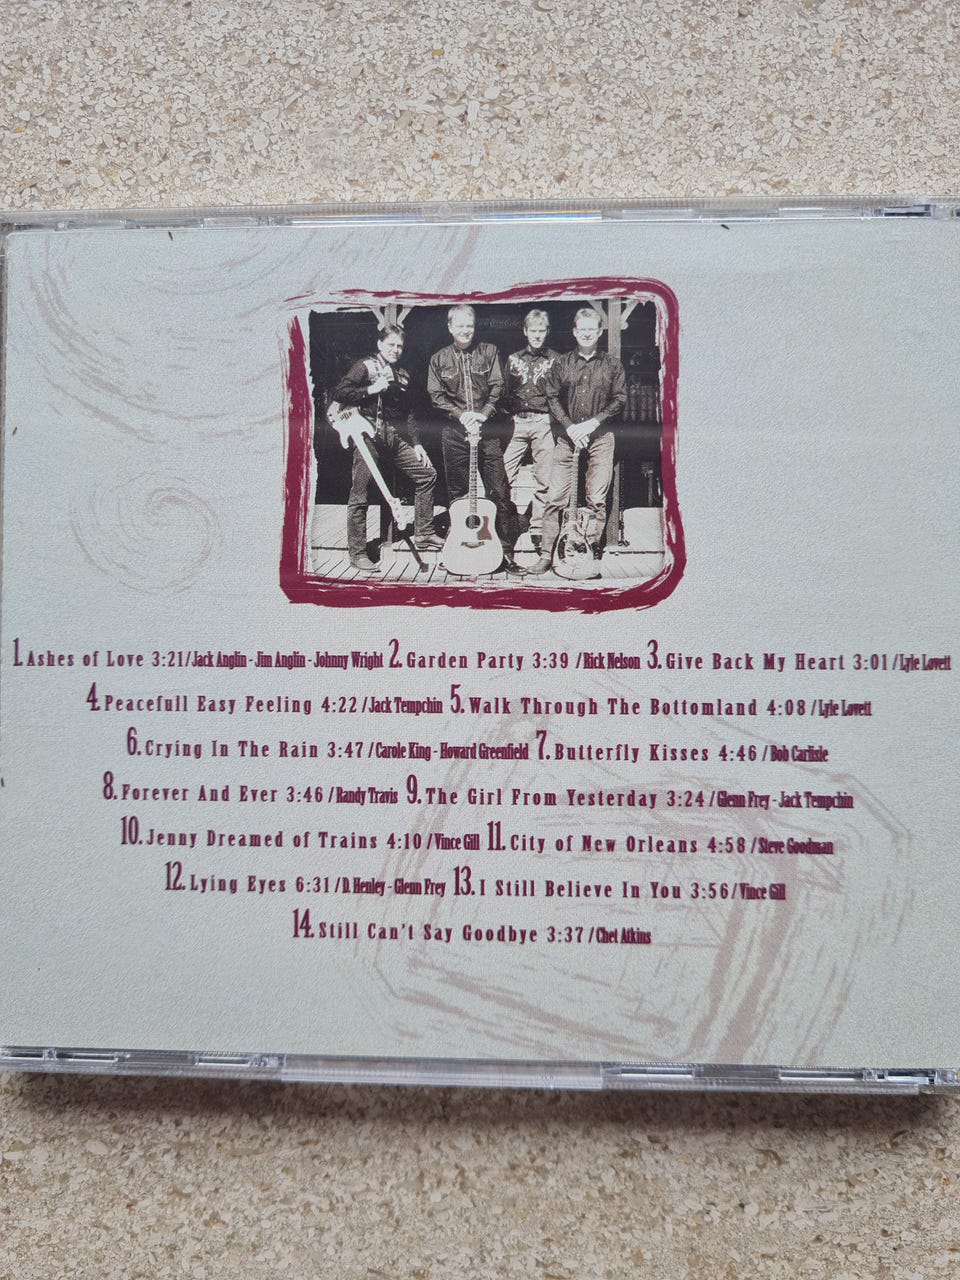 1. Ashes of Love 3:21/Jack Anglin - Jim Anglin - Johnny Wright 2. Garden Party 3:39 /Rick Nelson 3. Give Back My Heart 3:01 /Lyle Lovett
4. Peacefull Easy Feeling 4:22 /Jack Tempchin 5. Walk Through The Bottomland 4:08 /Lyle Lovett
6. Crying In The Rain 3:47 /Carole King - Howard Greenfield 7. Butterfly Kisses 4:46 /Bob Carlisle
8. Forever And Ever 3:46 /Randy Travis 9. The Girl From Yesterday 3:24 /Glenn Frey - Jack Tempchin
10. Jenny Dreamed of Trains 4:10 /Vince Gill 11. City of New Orleans 4:58 /Steve Goodman
12. Lying Eyes 6:31 /D. Henley - Glenn Frey 13. I Still Believe In You 3:56 /Vince Gill
14. Still Can't Say Goodbye 3:37 /Chet Atkins